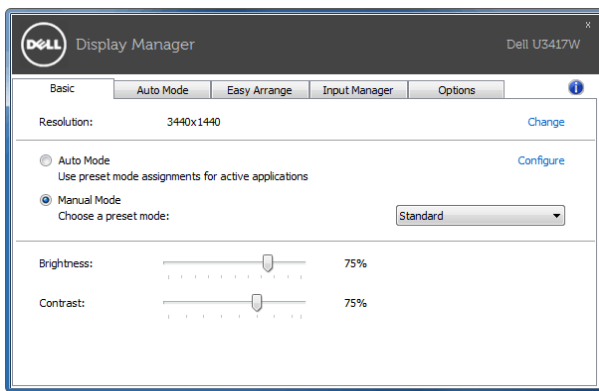 x
DELL Display Manager Dell U3417W
Basic Auto Mode Easy Arrange Input Manager Options i
Resolution: 3440x1440 Change
Auto Mode Configure
Use preset mode assignments for active applications
Manual Mode
Choose a preset mode: Standard
Brightness: 75%
Contrast: 75%